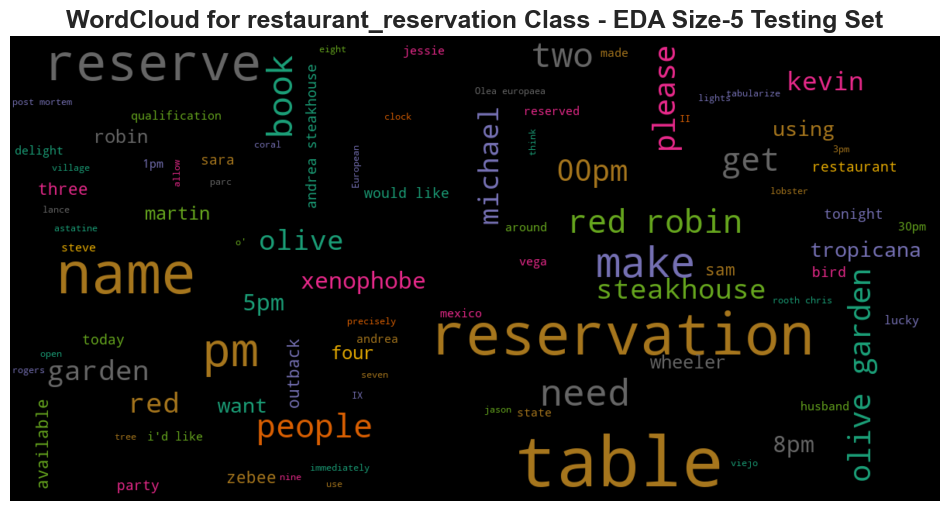 WordCloud for restaurant_reservation Class - EDA Size-5 Testing Set
reserve
book
eight
jessie
two
made
please
kevin
post mortem
Olea europaea
lights
tabularize
qualification
andrea steakhouse
clock
reserved
II
using
robin
michael
think
delight
coral
European
3pm
village
1pm
allow
sara
00pm
get
restaurant
three
parc
would like
lobster
lance
martin
red robin
tonight
astatine
around
30pm
steve
o'
olive
make
tropicana
name
xenophobe
vega
sam
bird
5pm
steakhouse
rooth chris
olive garden
mexico
lucky
today
precisely
reservation
open
pm
andrea
four
outback
wheeler
rogers
garden
seven
need
IX
red
want
jason
state
husband
available
people
tree
i'd like
8pm
table
zebee
immediately
viejo
party
nine
use